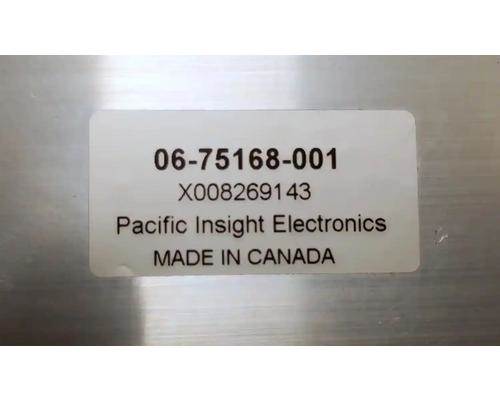 06-75168-001
X008269143
Pacific Insight Electronics
MADE IN CANADA